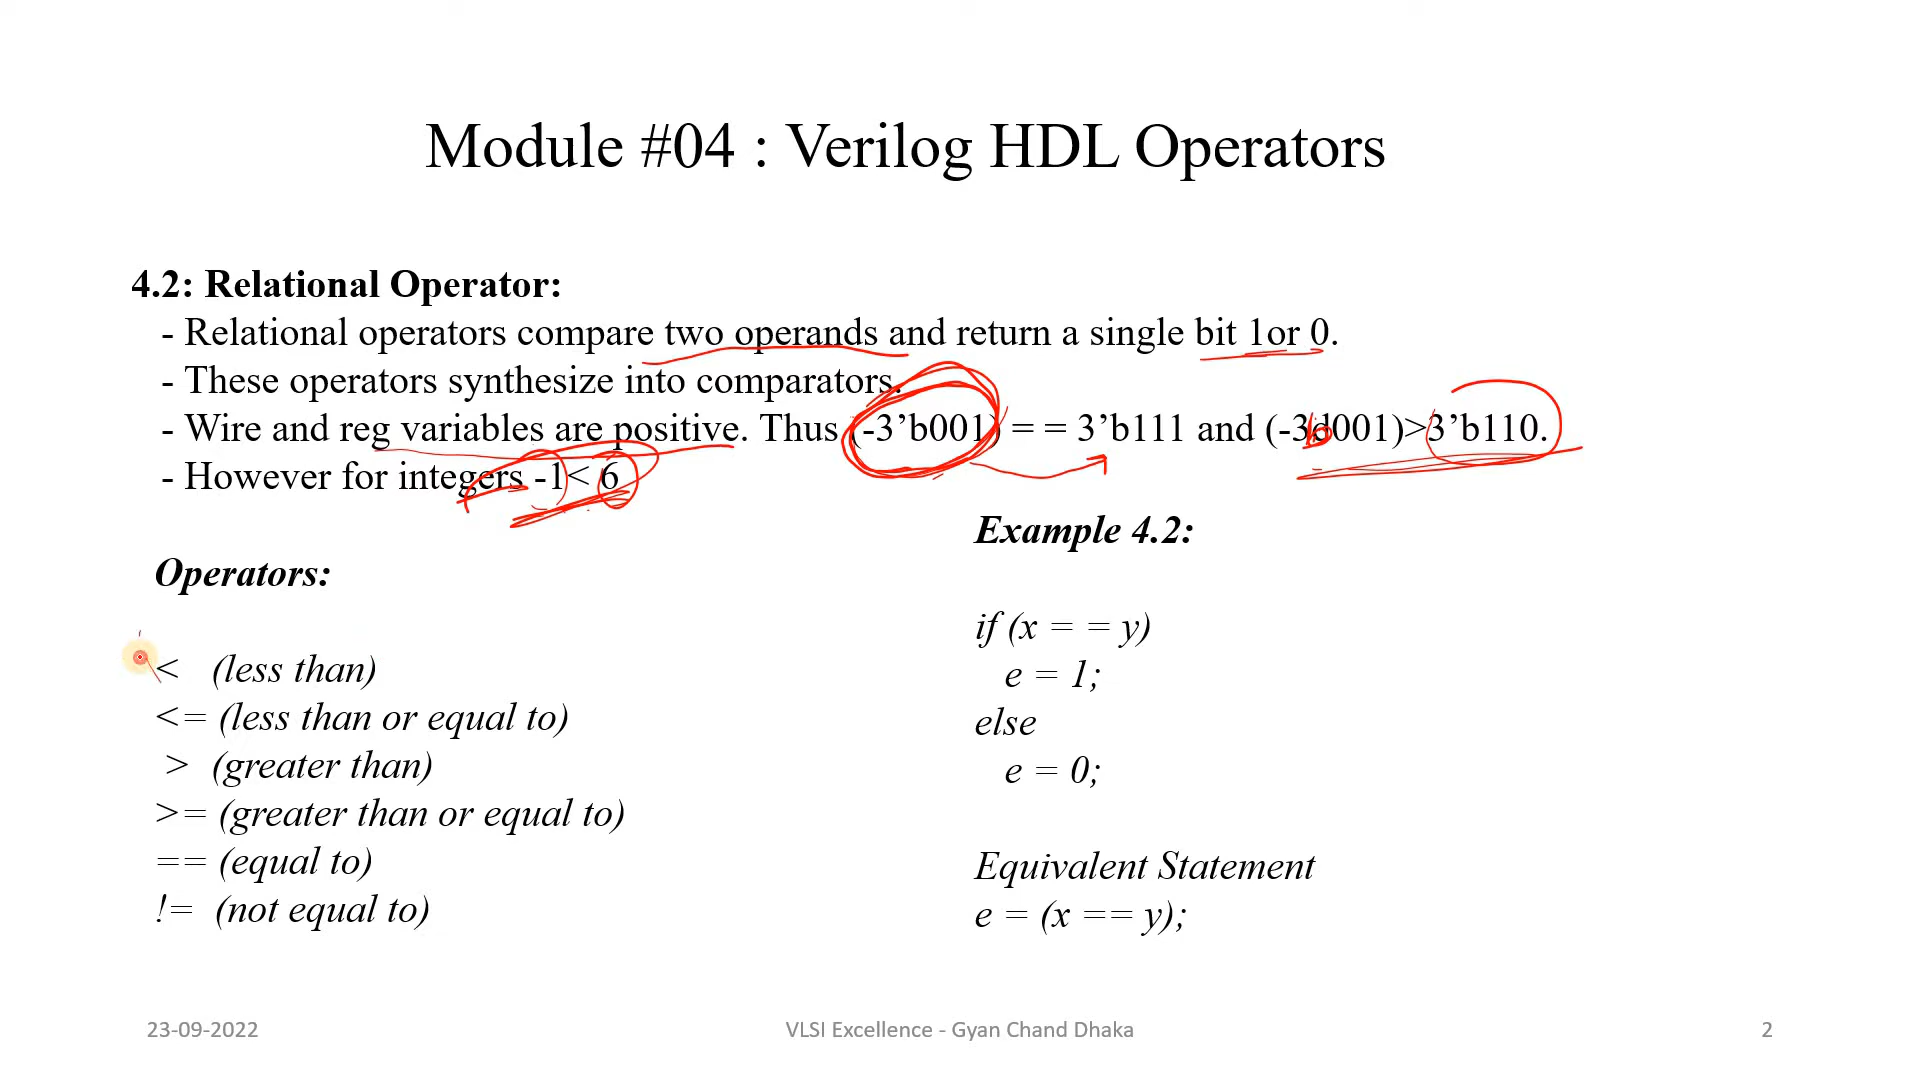 Module #04 : Verilog HDL Operators
4.2: Relational Operator:
- Relational operators compare two operands and return a single bit 1or 0.
- These operators synthesize into comparators.
- Wire and reg variables are positive. Thus (-3’b001) = = 3’b111 and (-3d001)>3’b110.
b
- However for integers -1< 6
Operators:
< (less than)
<= (less than or equal to)
> (greater than)
>= (greater than or equal to)
== (equal to)
!= (not equal to)
Example 4.2:
if (x = = y)
e = 1;
else
e = 0;
Equivalent Statement
e = (x == y);
23-09-2022
VLSI Excellence - Gyan Chand Dhaka
2